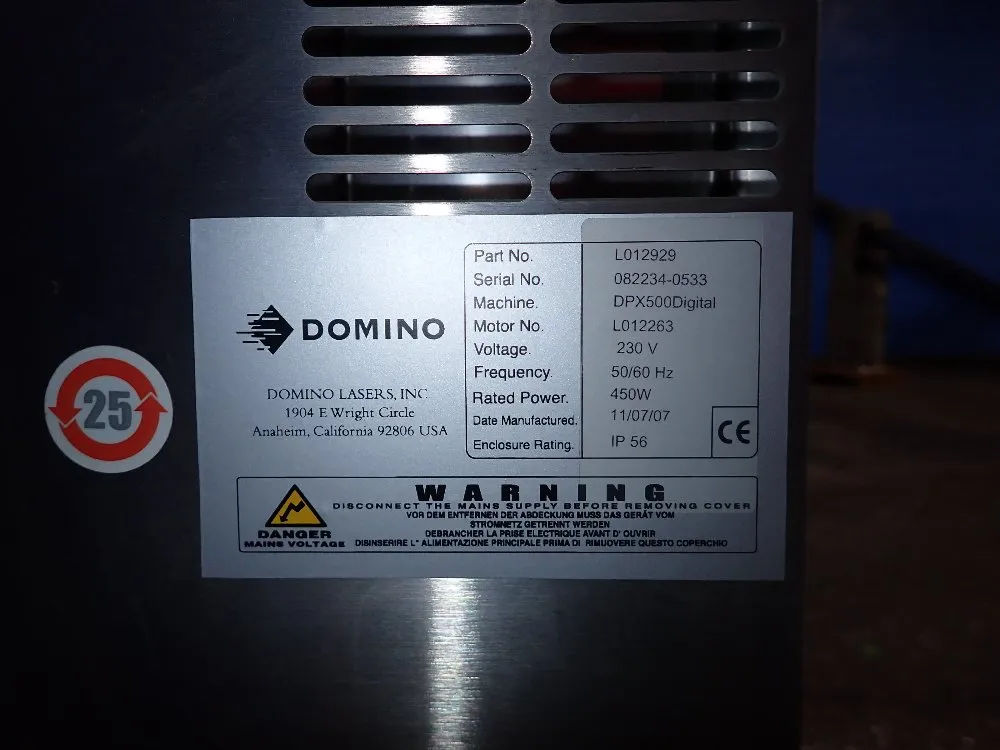 25
DOMINO
DOMINO LASERS, INC
1904 E Wright Circle
Anaheim, California 92806 USA
Part No. L012929
Serial No. 082234-0533
Machine. DPX500Digital
Motor No. L012263
Voltage. 230 V
Frequency. 50/60 Hz
Rated Power. 450W
Date Manufactured. 11/07/07
Enclosure Rating. IP 56
CE
DANGER
MAINS VOLTAGE
WARNING
DISCONNECT THE MAINS SUPPLY BEFORE REMOVING COVER
VOR DEM ENTFERNEN DER ABDECKUNG MUSS DAS GERÄT VOM
STROMNETZ GETRENNT WERDEN
DEBRANCHER LA PRISE ELECTRIQUE AVANT D' OUVRIR
DISINSERIRE L" ALIMENTAZIONE PRINCIPALE PRIMA DI RIMUOVERE QUESTO COPERCHIO